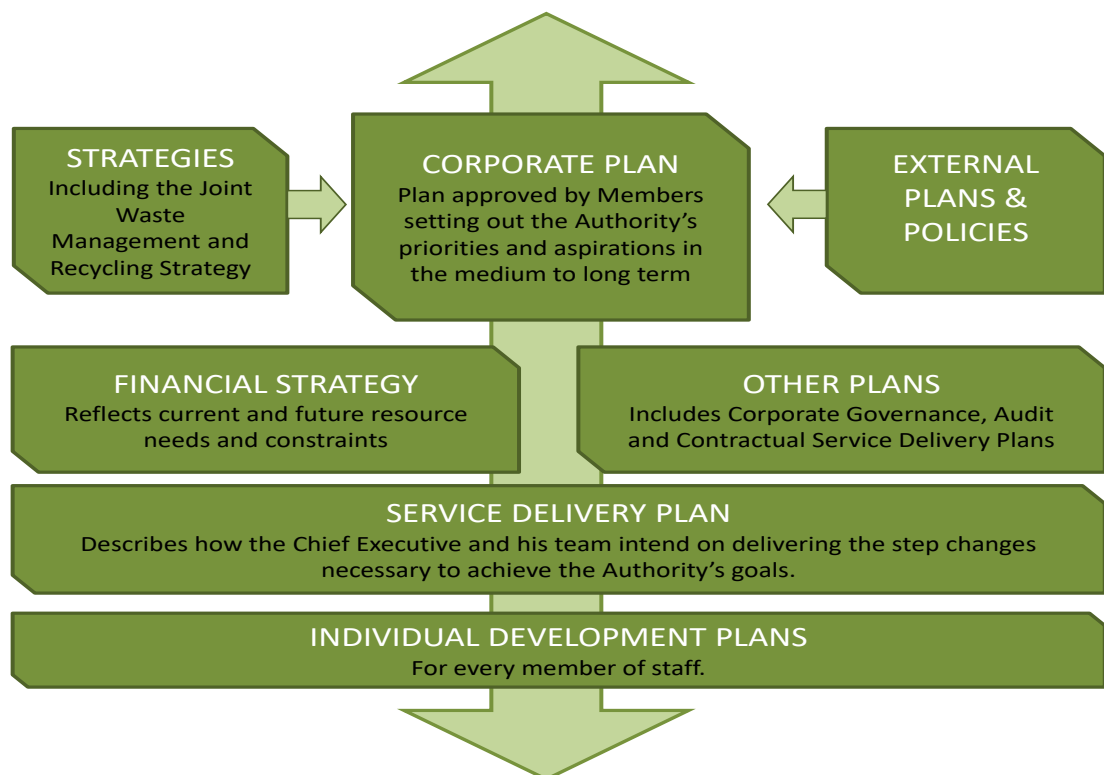 STRATEGIES
Including the Joint
Waste
Management and
Recycling Strategy
CORPORATE PLAN
Plan approved by Members
setting out the Authority's
priorities and aspirations in
the medium to long term
EXTERNAL
PLANS &
POLICIES
FINANCIAL STRATEGY
Reflects current and future resource
needs and constraints
OTHER PLANS
Includes Corporate Governance, Audit
and Contractual Service Delivery Plans
SERVICE DELIVERY PLAN
Describes how the Chief Executive and his team intend on delivering the step changes
necessary to achieve the Authority's goals.
INDIVIDUAL DEVELOPMENT PLANS
For every member of staff.